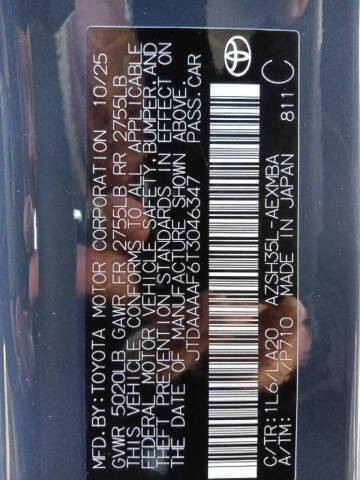 MFD.BY:TOYOTA MOTOR CORPORATION 10/25
GVWR 5020LB GAWR FR 2755LB RR 2755LB
THIS VEHICLE CONFORMS TO ALL APPLICABLE
FEDERAL MOTOR VEHICLE SAFETY,BUMPER,AND
THEFT PREVENTION STANDARDS IN EFFECT ON
THE DATE OF MANUFACTURE SHOWN ABOVE.
JTDAAAAF6T3046347 PASS.CAR
TOYOTA
C/TR:1L6/LA20 AZSH35L-AEXMBA
A/TM: /P710 MADE IN JAPAN 811 C